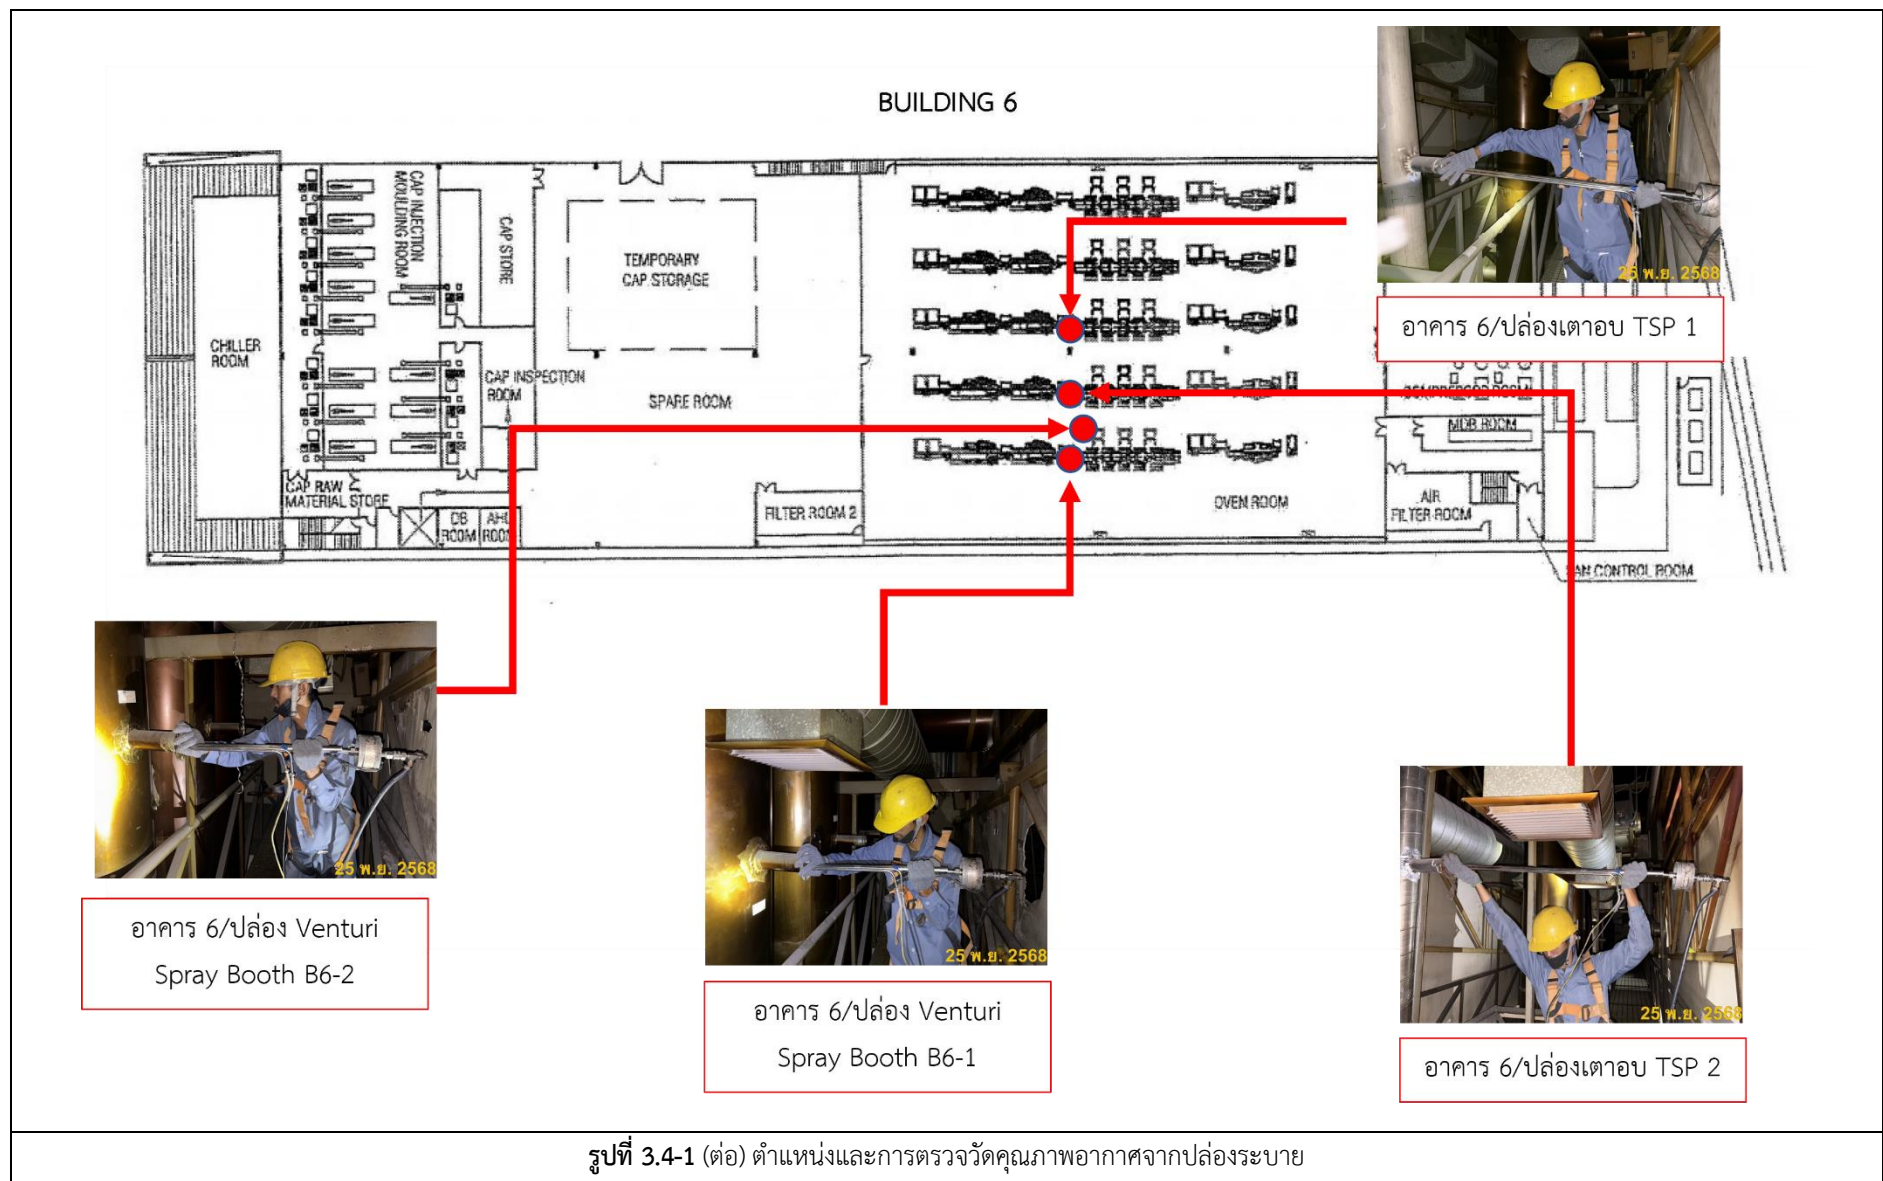 BUILDING 6
CAP INJECTION
MOULDING ROOM
CAP STORE
TEMPORARY
CAP STORAGE
CHILLER
ROOM
CAP INSPECTION
ROOM
SPARE ROOM
CAP RAW
MATERIAL STORE
DB
ROOM
AHU
ROOM
FILTER ROOM 2
OVEN ROOM
COMPRESSOR ROOM
MDB ROOM
AIR
FILTER ROOM
FAN CONTROL ROOM
25 พ.ย. 2568
อาคาร 6/ปล่องเตาอบ TSP 1
25 พ.ย. 2568
อาคาร 6/ปล่อง Venturi
Spray Booth B6-2
25 พ.ย. 2568
อาคาร 6/ปล่อง Venturi
Spray Booth B6-1
25 พ.ย. 2568
อาคาร 6/ปล่องเตาอบ TSP 2
รูปที่ 3.4-1 (ต่อ) ตำแหน่งและการตรวจวัดคุณภาพอากาศจากปล่องระบาย